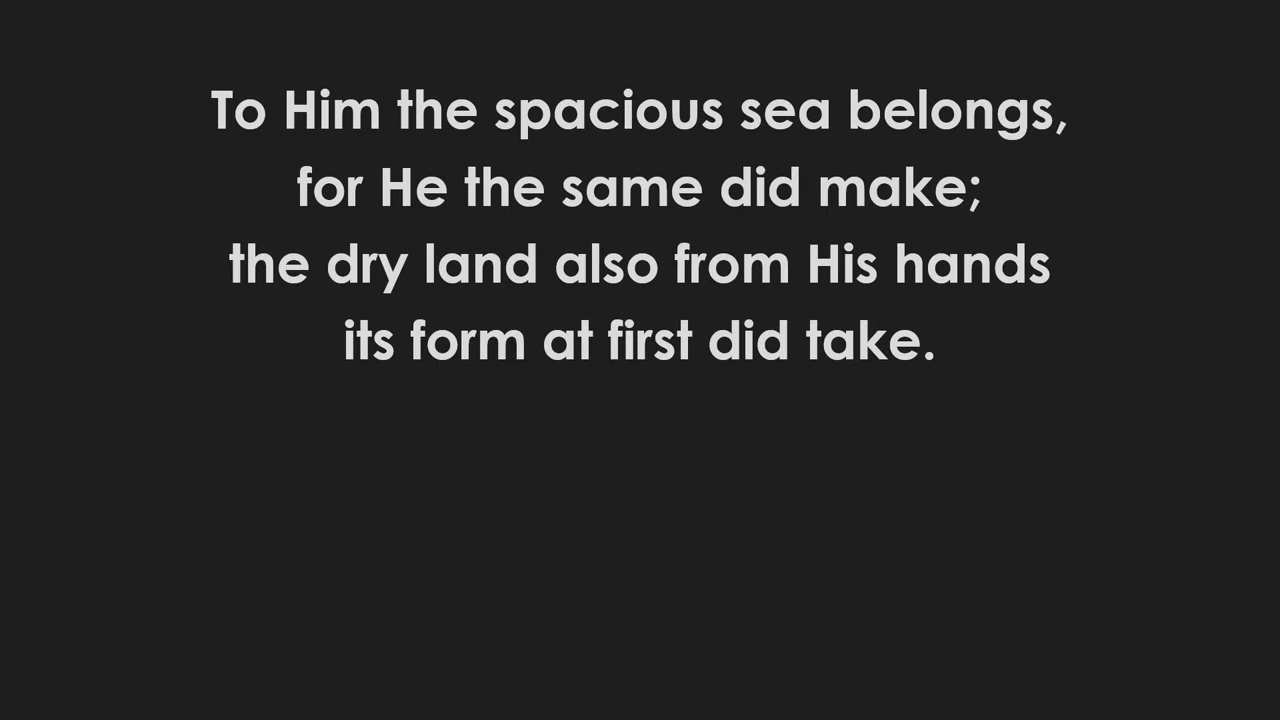 To Him the spacious sea belongs,
for He the same did make;
the dry land also from His hands
its form at first did take.